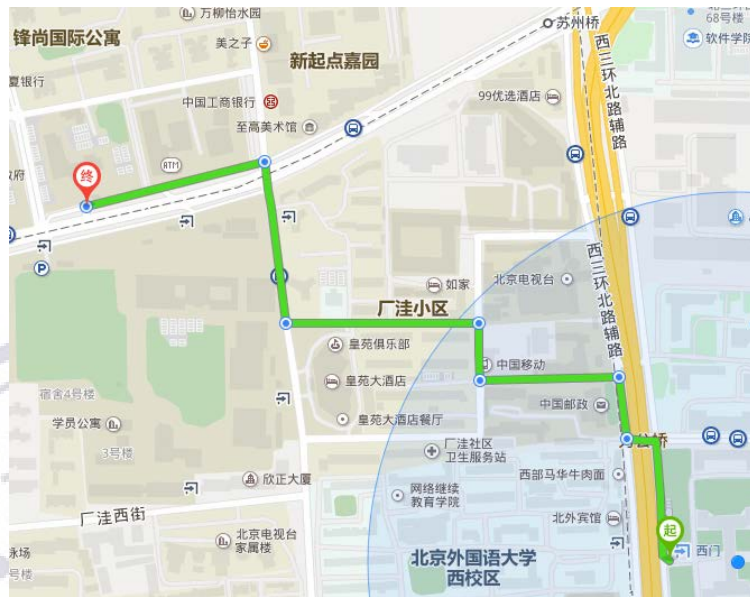 万柳怡水园
锋尚国际公寓
美之子
苏州桥
68号楼
软件学院
新起点嘉园
夏银行
中国工商银行
99优选酒店
至高美术馆
西三环北路辅路
ATM
府
终
P
如家
北京电视台
西三环北路辅路
厂洼小区
皇苑俱乐部
中国移动
皇苑大酒店
宿舍4号楼
中国邮政
皇苑大酒店餐厅
学员公寓
3号楼
厂洼社区
卫生服务站
公桥
欣正大厦
西部马华牛肉面
网络继续
教育学院
厂洼西街
北外宾馆
起
西门
北京电视台
家属楼
泳场
号楼
北京外国语大学
西校区